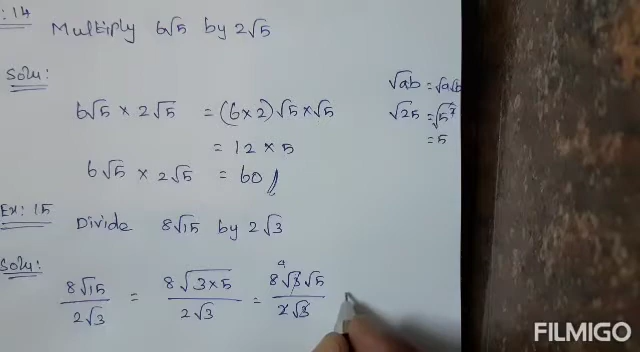 : 14 Multiply 6√5 by 2√5
Solu:
6√5 × 2√5 = (6×2)√5×√5
= 12 × 5
6√5 × 2√5 = 60
√ab = √a√b
√25 = √5²
= 5
Ex: 15 Divide 8√15 by 2√3
Solu:
8√15 / 2√3 = 8√3×5 / 2√3 = 8√3√5 / 2√3
FILMIGO